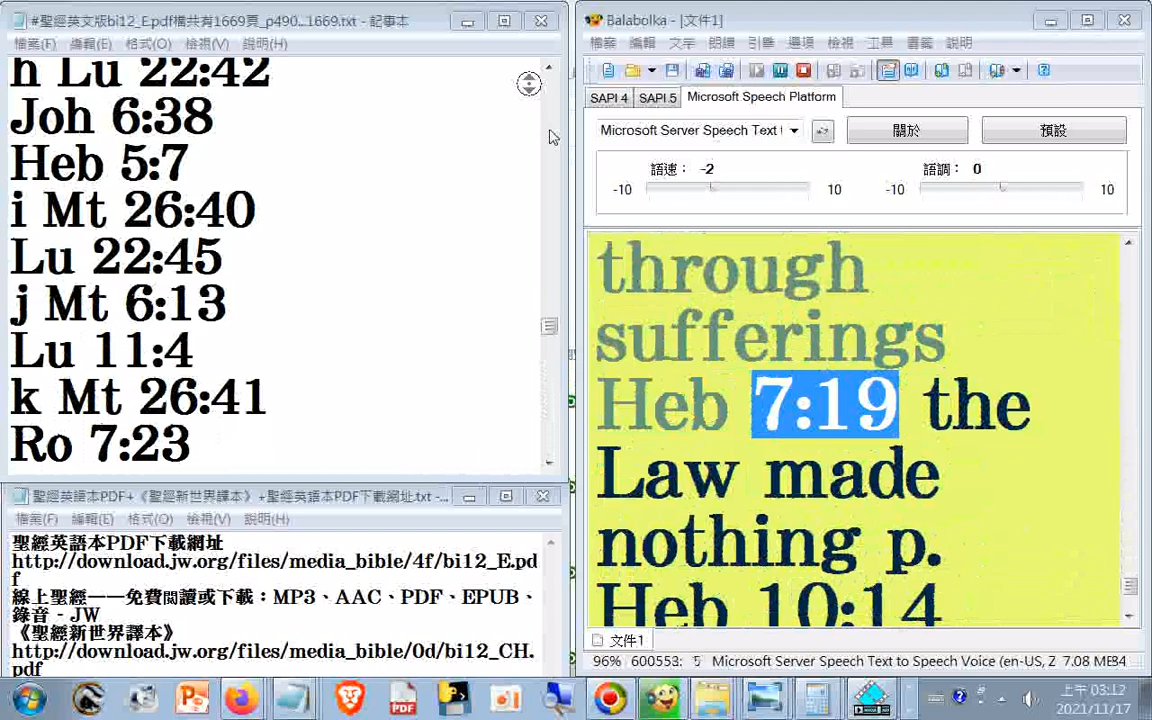 #聖經英文版bi12_E.pdf橫共有1669頁_p490...1669.txt - 記事本
檔案(F) 編輯(E) 格式(O) 檢視(V) 說明(H)
h Lu 22:42
Joh 6:38
Heb 5:7
i Mt 26:40
Lu 22:45
j Mt 6:13
Lu 11:4
k Mt 26:41
Ro 7:23
聖經英語本PDF+《聖經新世界譯本》+聖經英語本PDF下載網址.txt -...
檔案(F) 編輯(E) 格式(O) 檢視(V) 說明(H)
聖經英語本PDF下載網址
http://download.jw.org/files/media_bible/4f/bi12_E.pd
f
線上聖經——免費閱讀或下載：MP3、AAC、PDF、EPUB、
錄音 - JW
《聖經新世界譯本》
http://download.jw.org/files/media_bible/0d/bi12_CH.
pdf
Balabolka - [文件1]
檔案 編輯 文字 朗讀 引擎 選項 檢視 工具 書籤 說明
SAPI 4 SAPI 5 Microsoft Speech Platform
Microsoft Server Speech Text 關於 預設
語速： -2 語調： 0
-10 10 -10 10
through
sufferings
Heb 7:19 the
Law made
nothing p.
Heb 10:14
文件1
96% 600553: Microsoft Server Speech Text to Speech Voice (en-US, Z 7.08 MB
PDF
上午 03:12
2021/11/17